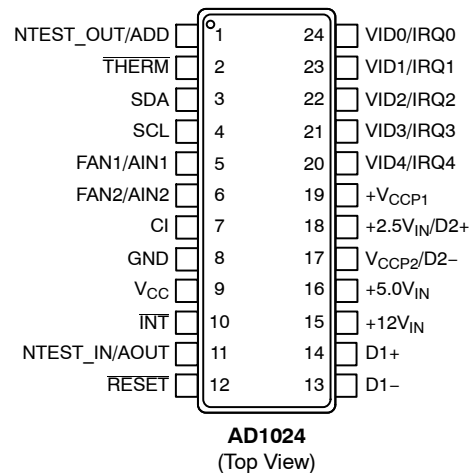 NTEST_OUT/ADD 1 24 VID0/IRQ0
THERM 2 23 VID1/IRQ1
SDA 3 22 VID2/IRQ2
SCL 4 21 VID3/IRQ3
FAN1/AIN1 5 20 VID4/IRQ4
FAN2/AIN2 6 19 +VCCP1
CI 7 18 +2.5VIN/D2+
GND 8 17 VCCP2/D2−
VCC 9 16 +5.0VIN
INT 10 15 +12VIN
NTEST_IN/AOUT 11 14 D1+
RESET 12 13 D1−
AD1024
(Top View)